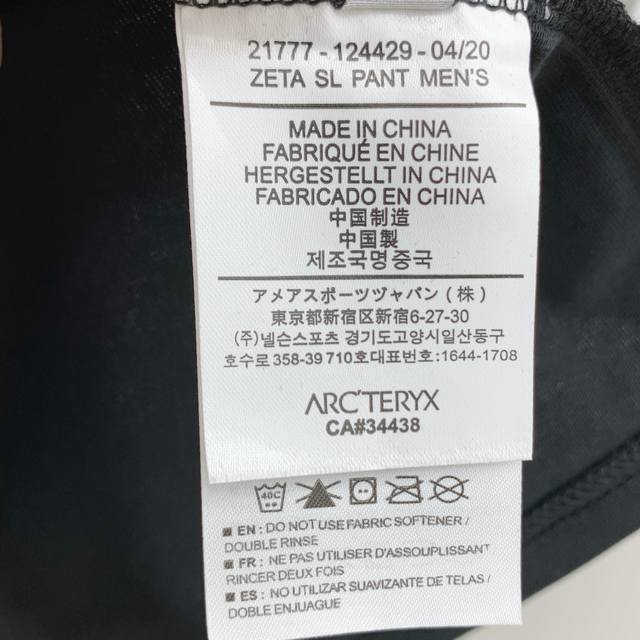 21777 - 124429 - 04/20
ZETA SL PANT MEN'S
MADE IN CHINA
FABRIQUÉ EN CHINE
HERGESTELLT IN CHINA
FABRICADO EN CHINA
中国制造
中国製
제조국명중국
アメアスポーツヅャパン(株)
東京都新宿区新宿6-27-30
(주)넬슨스포츠 경기도고양시일산동구
호수로 358-39 710호대표번호:1644-1708
ARC'TERYX
CA#34438
40C
EN: DO NOT USE FABRIC SOFTENER /
DOUBLE RINSE
FR: NE PAS UTILISER D'ASSOUPLISSANT
RINCER DEUX FOIS
ES: NO UTILIZAR SUAVIZANTE DE TELAS /
DOBLE ENJUAGUE